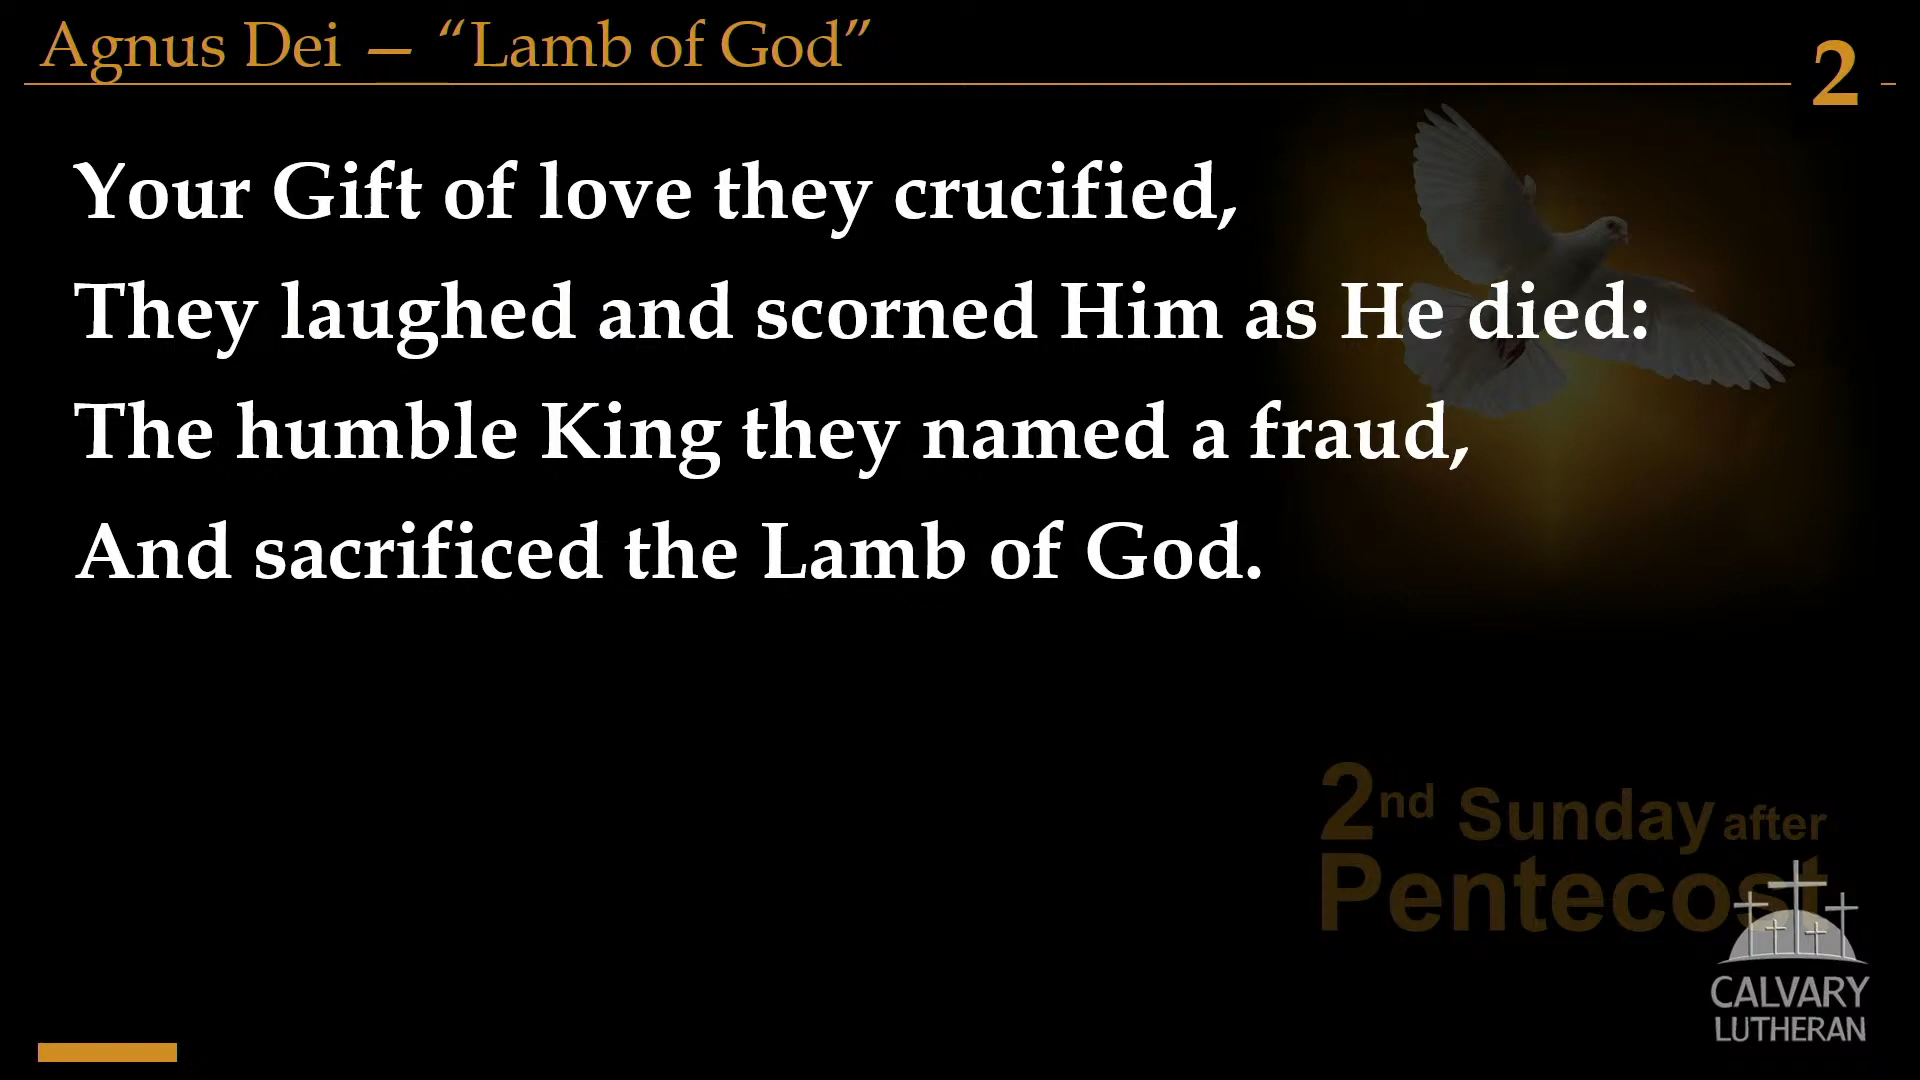 Agnus Dei — “Lamb of God”
2
Your Gift of love they crucified,
They laughed and scorned Him as He died:
The humble King they named a fraud,
And sacrificed the Lamb of God.
2nd Sunday after
Pentecost
CALVARY
LUTHERAN